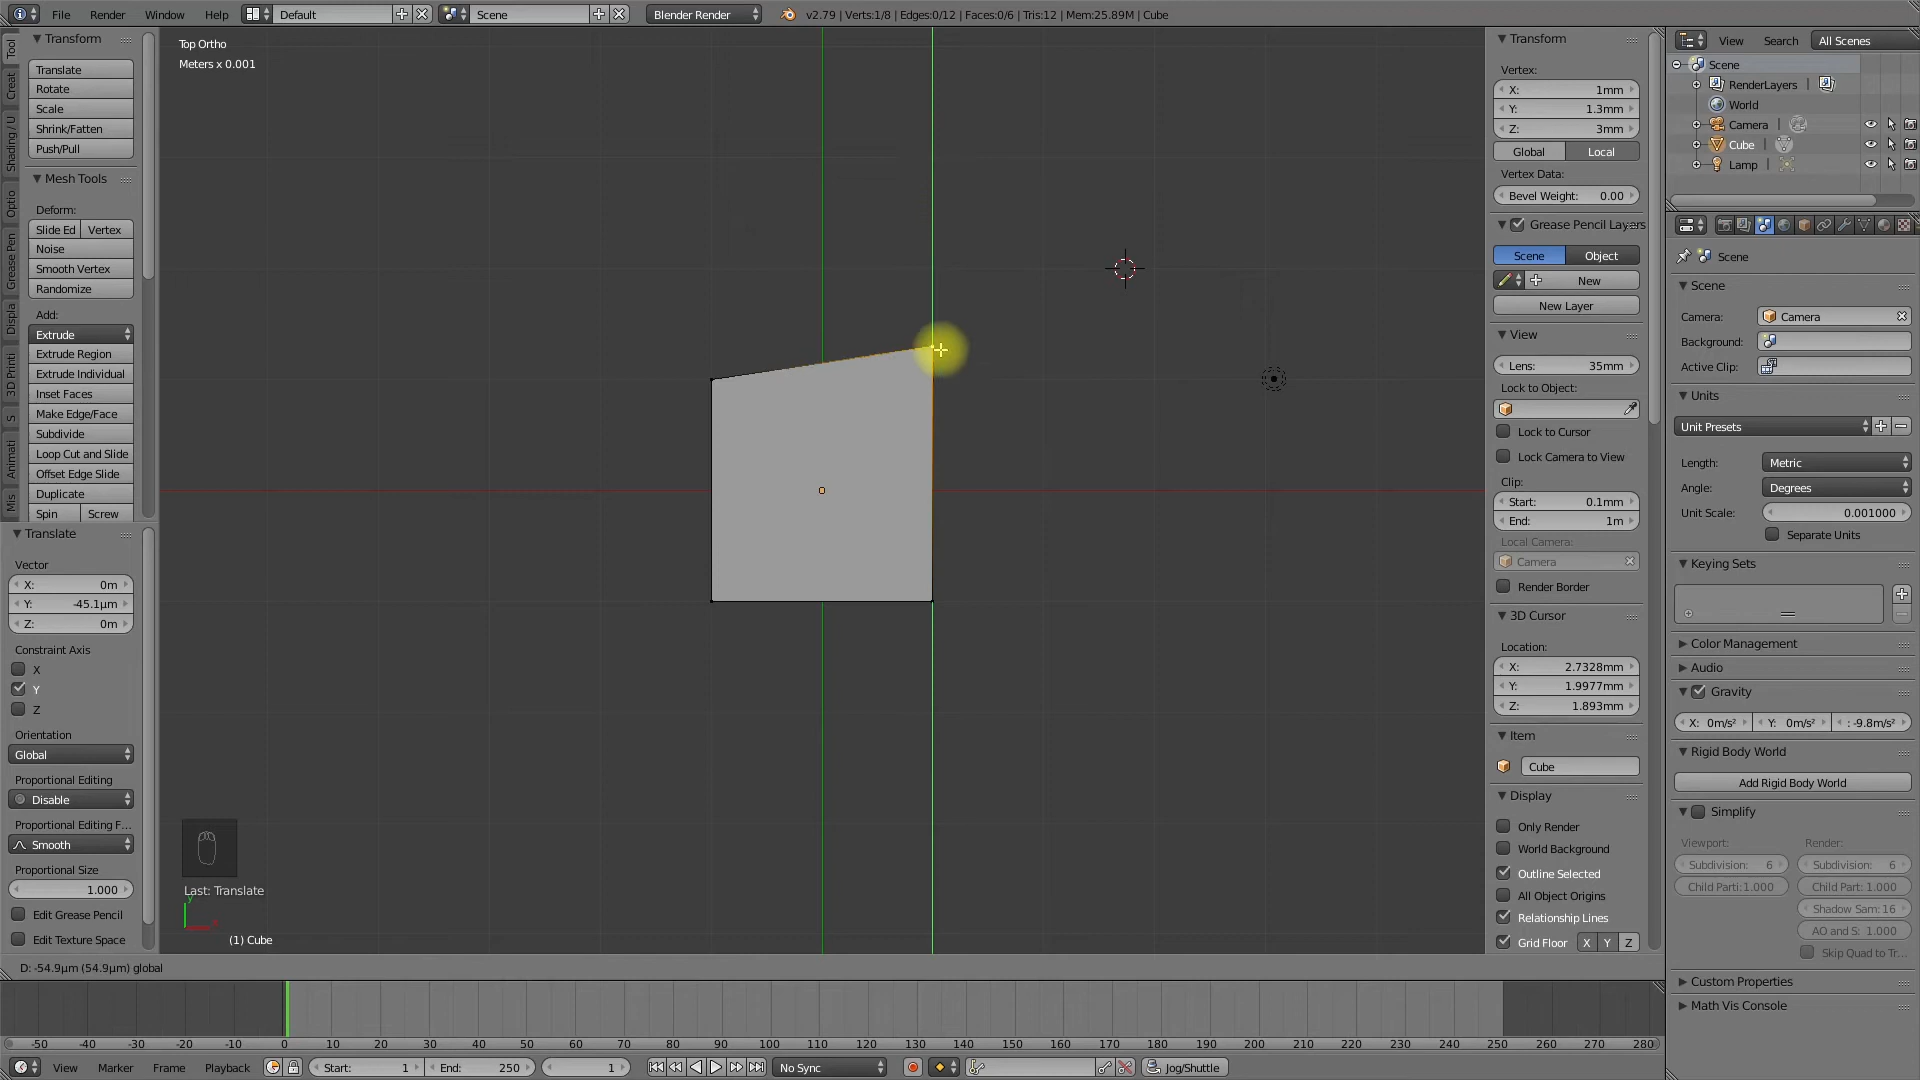 File Render Window Help Default Scene Blender Render v2.79 | Verts:1/8 | Edges:0/12 | Faces:0/6 | Tris:12 | Mem:25.89M | Cube
Tool
Creat
Shading / U
Optio
Grease Pen
Displa
3D Printi
S
Animati
Mis
Transform
Translate
Rotate
Scale
Shrink/Fatten
Push/Pull
Mesh Tools
Deform:
Slide Ed Vertex
Noise
Smooth Vertex
Randomize
Add:
Extrude
Extrude Region
Extrude Individual
Inset Faces
Make Edge/Face
Subdivide
Loop Cut and Slide
Offset Edge Slide
Duplicate
Spin Screw
Translate
Vector
X: 0m
Y: -45.1µm
Z: 0m
Constraint Axis
X
Y
Z
Orientation
Global
Proportional Editing
Disable
Proportional Editing F...
Smooth
Proportional Size
1.000
Edit Grease Pencil
Edit Texture Space
Top Ortho
Meters x 0.001
Last: Translate
y
x
(1) Cube
D: -54.9µm (54.9µm) global
Transform
Vertex:
X: 1mm
Y: 1.3mm
Z: 3mm
Global Local
Vertex Data:
Bevel Weight: 0.00
Grease Pencil Layers
Scene Object
New
New Layer
View
Lens: 35mm
Lock to Object:
Lock to Cursor
Lock Camera to View
Clip:
Start: 0.1mm
End: 1m
Local Camera:
Camera
Render Border
3D Cursor
Location:
X: 2.7328mm
Y: 1.9977mm
Z: 1.893mm
Item
Cube
Display
Only Render
World Background
Outline Selected
All Object Origins
Relationship Lines
Grid Floor X Y Z
View Search All Scenes
Scene
RenderLayers |
World
Camera |
Cube |
Lamp |
Scene
Scene
Camera: Camera
Background:
Active Clip:
Units
Unit Presets
Length: Metric
Angle: Degrees
Unit Scale: 0.001000
Separate Units
Keying Sets
Color Management
Audio
Gravity
X: 0m/s² Y: 0m/s² : -9.8m/s²
Rigid Body World
Add Rigid Body World
Simplify
Viewport: Render:
Subdivision: 6 Subdivision: 6
Child Parti:1.000 Child Part: 1.000
Shadow Sam: 16
AO and S: 1.000
Skip Quad to Tr...
Custom Properties
Math Vis Console
-50 -40 -30 -20 -10 0 10 20 30 40 50 60 70 80 90 100 110 120 130 140 150 160 170 180 190 200 210 220 230 240 250 260 270 280
View Marker Frame Playback Start: 1 End: 250 1 No Sync Jog/Shuttle